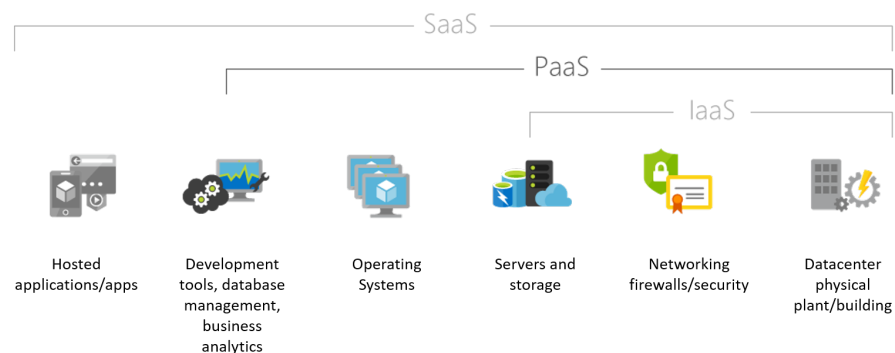 SaaS
PaaS
IaaS
Hosted
applications/apps
Development
tools, database
management,
business
analytics
Operating
Systems
Servers and
storage
Networking
firewalls/security
Datacenter
physical
plant/building